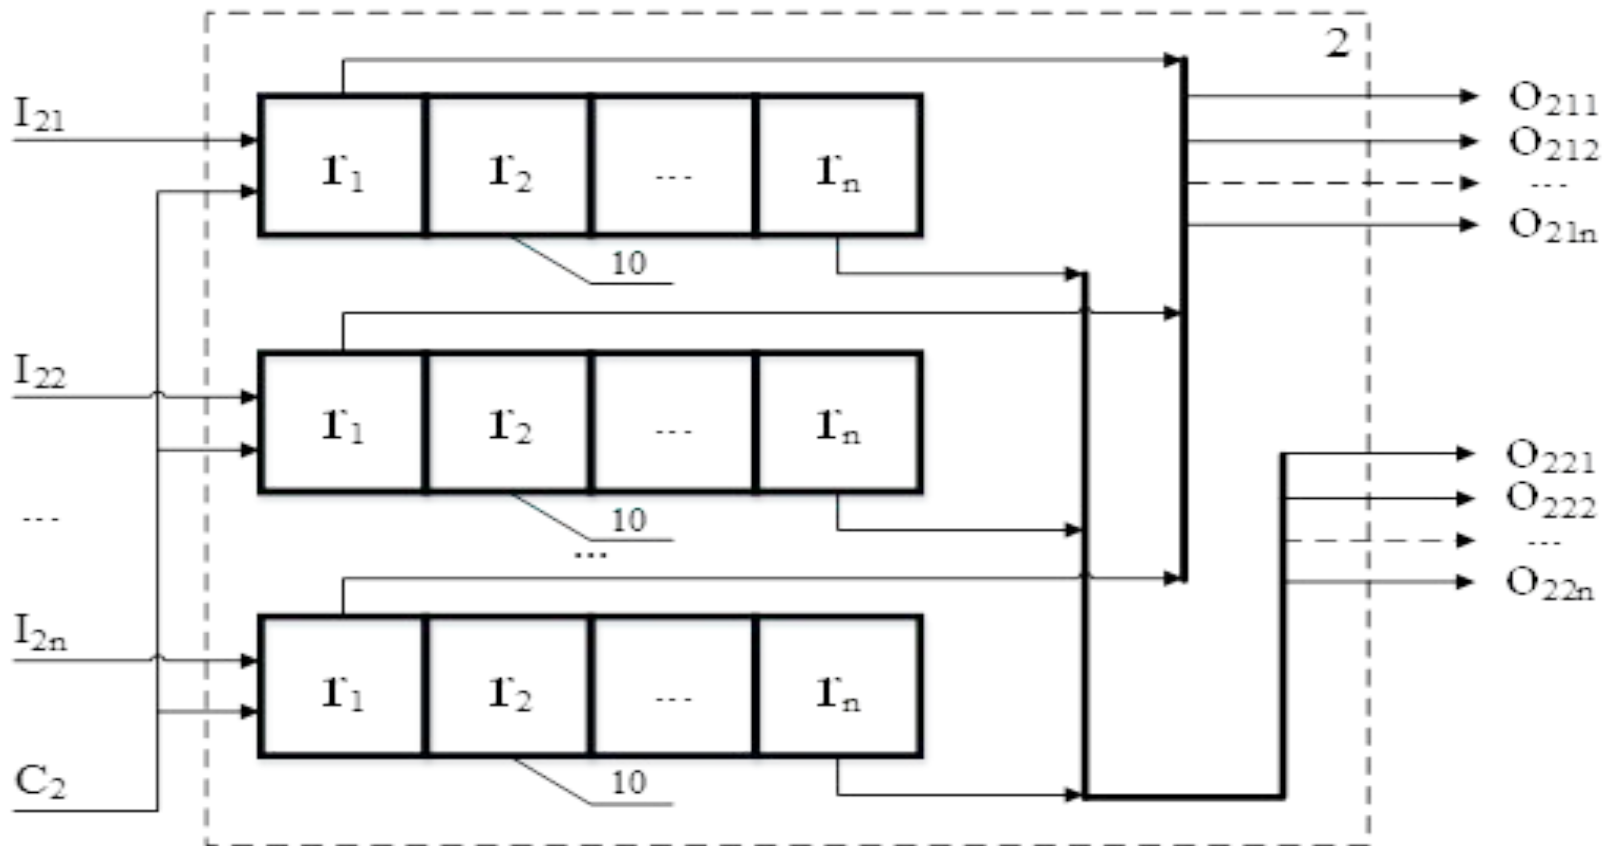 2
I₂₁
r₁ r₂ --- rₙ
O₂₁₁
O₂₁₂
---
O₂₁ₙ
10
I₂₂
r₁ r₂ --- rₙ
O₂₂₁
O₂₂₂
---
O₂₂ₙ
---
10
...
I₂ₙ
r₁ r₂ --- rₙ
C₂
10